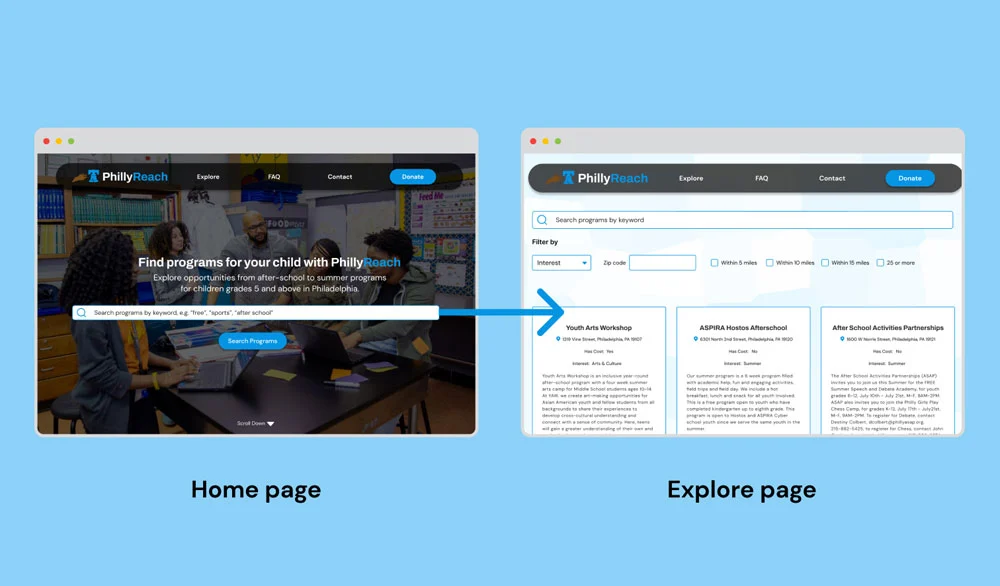 PhillyReach
Explore
FAQ
Contact
Donate
Feed Me
FOOD
Find programs for your child with PhillyReach
Explore opportunities from after-school to summer programs
for children grades 5 and above in Philadelphia.
Search programs by keyword, e.g. "free", "sports", "after school"
Search Programs
Scroll Down
Home page
PhillyReach
Explore
FAQ
Contact
Donate
Search programs by keyword
Filter by
Interest
Zip code
Within 5 miles
Within 10 miles
Within 15 miles
25 or more
Youth Arts Workshop
1219 Vine Street, Philadelphia, PA 19107
Has Cost: Yes
Interest: Arts & Culture
Youth Arts Workshop is an inclusive year-round
after-school program with a four week summer
arts camp for Middle School students ages 10-14.
At YAW, we create art-making opportunities for
Asian American youth and fellow students from all
backgrounds to share their experiences to
develop cross-cultural understanding and
connect with a sense of community. Here, teens
will gain a greater understanding of their own and
ASPIRA Hostos Afterschool
6301 North 2nd Street, Philadelphia, PA 19120
Has Cost: No
Interest: Summer
Our summer program is a 5 week program filled
with academic help, fun and engaging activities,
field trips and field day. We include a full
breakfast, lunch and snack for all youth involved.
This is a free program open to youth who have
completed kindergarten up to eighth grade. This
program is open to Hostos and ASPIRA Cyber
school youth once we serve the same youth in the
summer.
After School Activities Partnerships
1600 W Norris Street, Philadelphia, PA 19121
Has Cost: No
Interest: Summer
The After School Activities Partnerships (ASAP)
invites you to join us this Summer for the FREE
Summer Speech and Debate Academy, for youth
grades 6-12, July 10th - July 21st, M-F, 9AM-2PM.
ASAP also invites you to join the Philly Girls Play
Chess Camp, for grades K-13, July 17th - July21st,
M-F, 9AM-2PM. To register for Debate, contact
Destiny Colbert, dcolbert@phillyasap.org,
215-882-5425; to register for Chess, contact John
Explore page